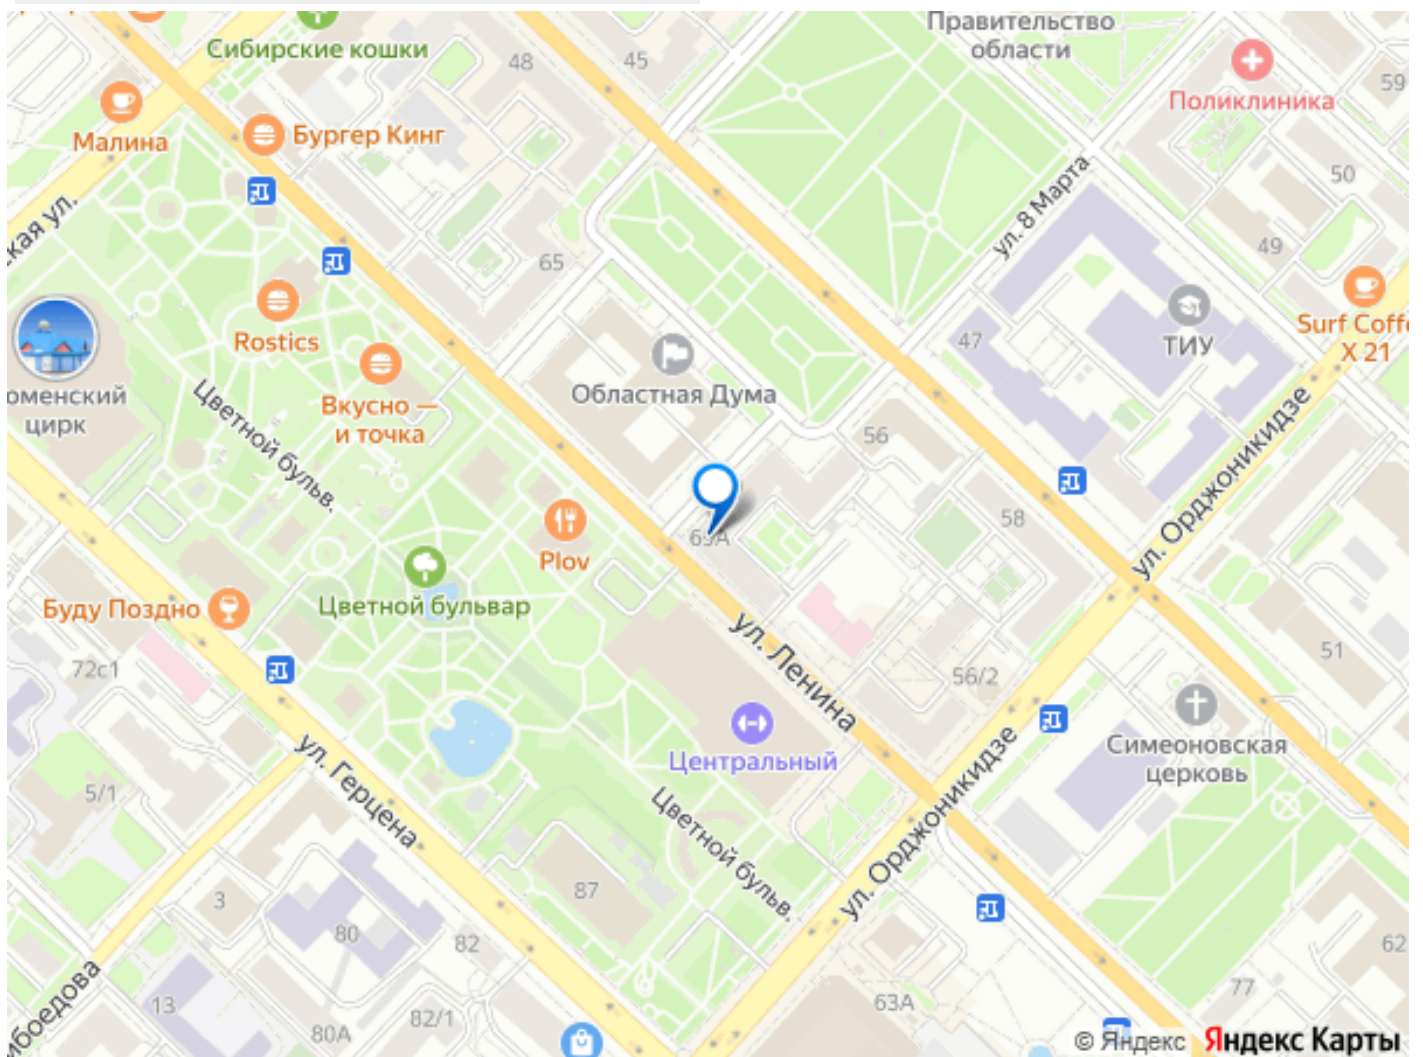 Правительство
области
Сибирские кошки
48
45
59
Поликлиника
Малина
Бургер Кинг
50
ул. 8 Марта
кая ул.
49
65
Rostics
Surf Coffe
X 21
47
ТИУ
Областная Дума
оменский
цирк
Вкусно —
и точка
Цветной бульв.
56
ул. Орджоникидзе
58
Plov
Цветной бульвар
Буду Поздно
ул. Ленина
51
72с1
56/2
Симеоновская
церковь
Центральный
ул. Герцена
5/1
Цветной бульв.
ул. Орджоникидзе
87
3
80
82
62
77
ибоедова
13
82/1
80А
63А
© Яндекс Яндекс Карты